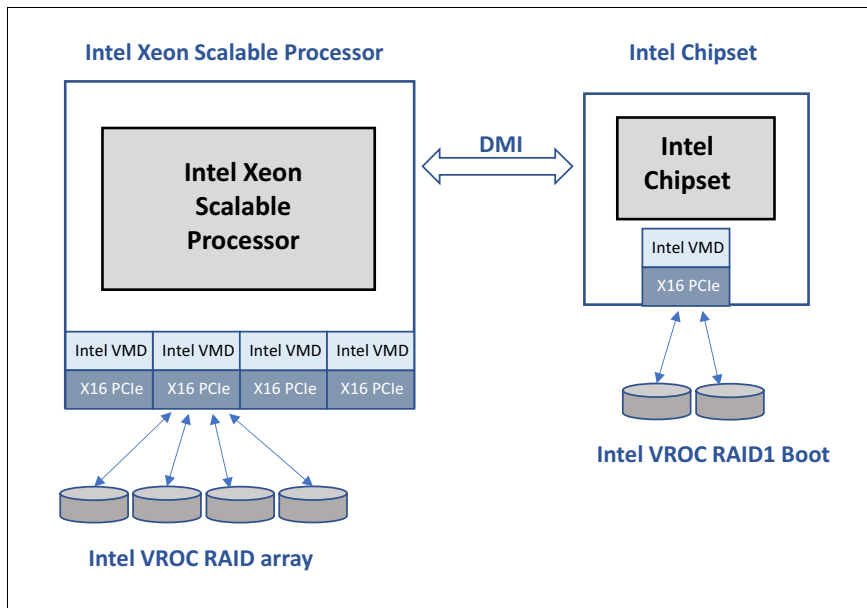 Intel Xeon Scalable Processor
Intel Chipset
Intel Xeon
Scalable
Processor
DMI
Intel
Chipset
Intel VMD
X16 PCIe
Intel VMD Intel VMD Intel VMD Intel VMD
X16 PCIe X16 PCIe X16 PCIe X16 PCIe
Intel VROC RAID1 Boot
Intel VROC RAID array